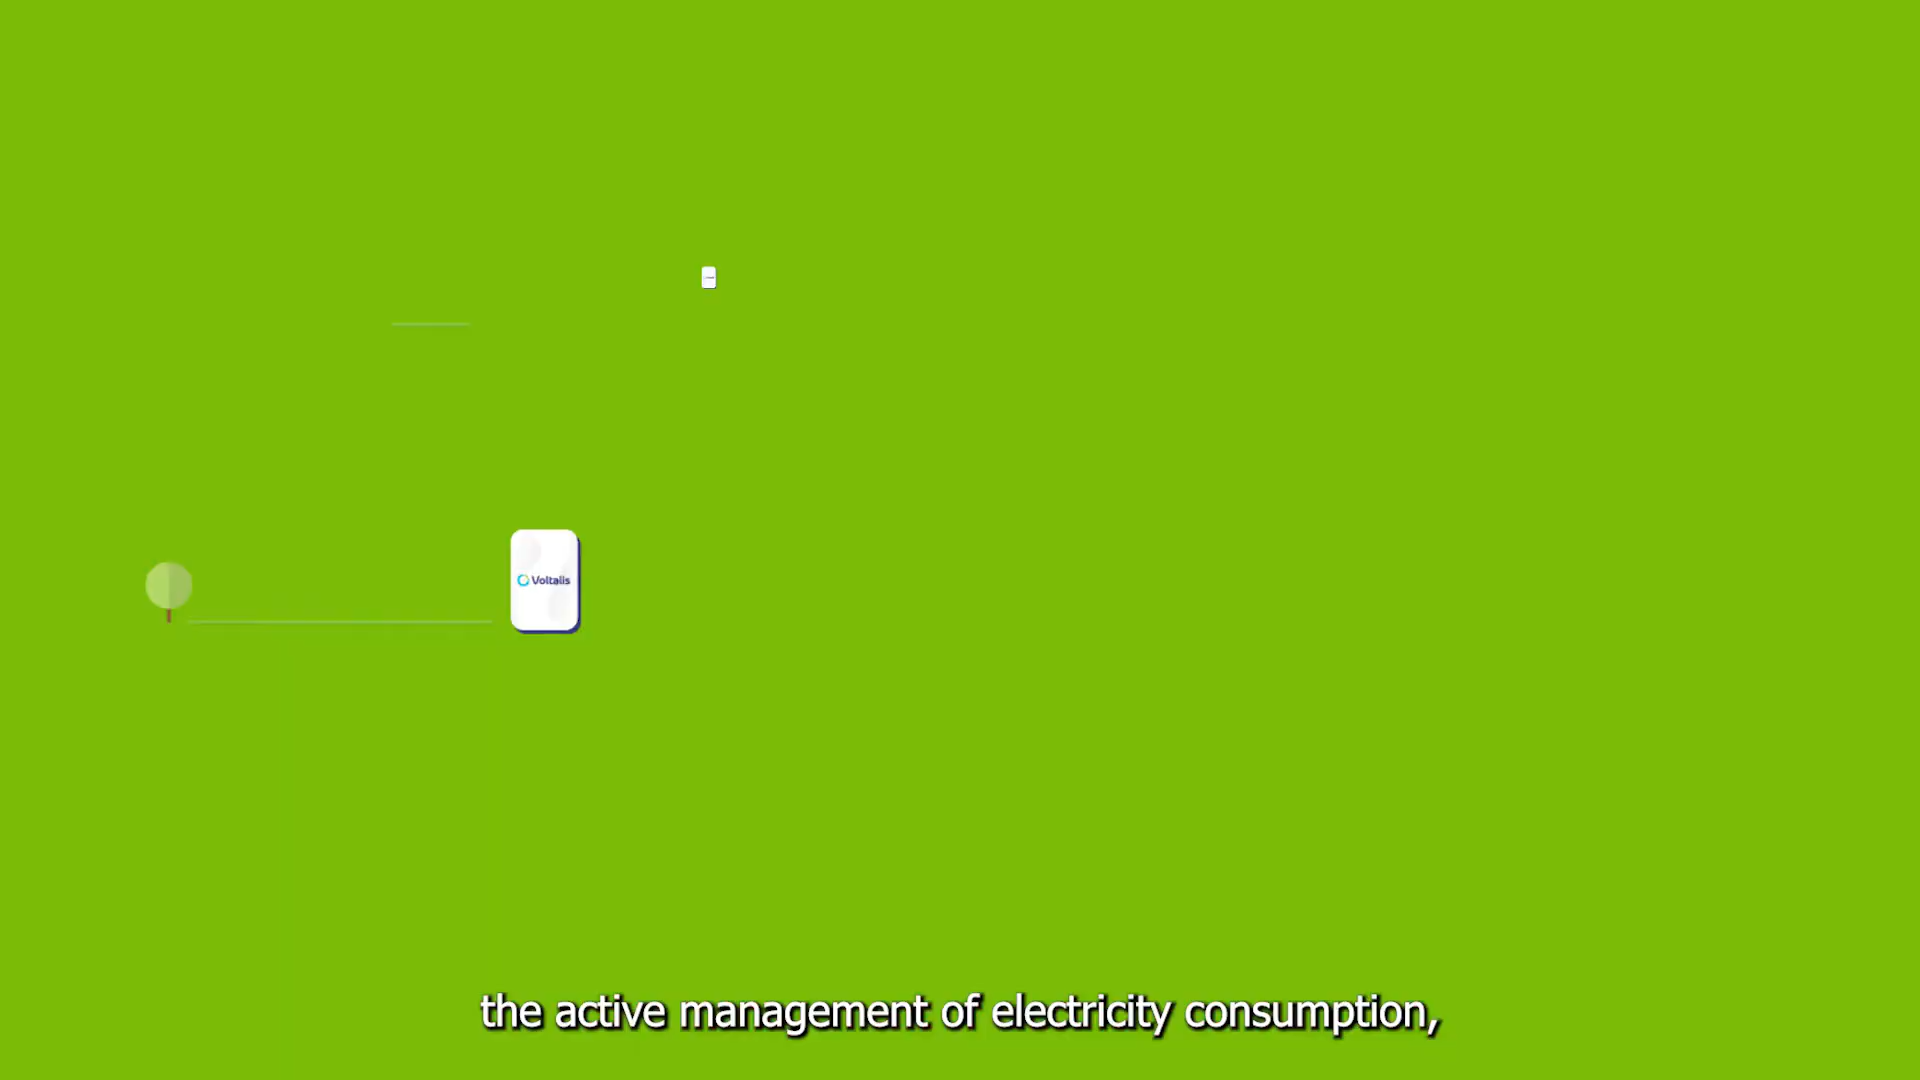 Voltalis
the active management of electricity consumption,